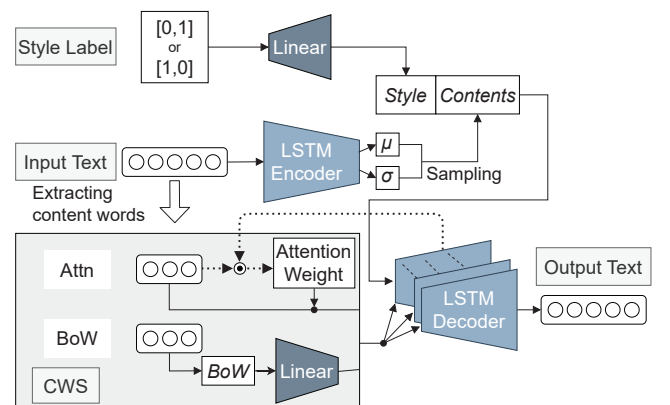 [0,1]
or
[1,0]
Style Label
Linear
Style
Contents
Input Text
LSTM
Encoder
μ
σ
Sampling
Extracting
content words
Attn
Attention
Weight
Output Text
LSTM
Decoder
BoW
BoW
Linear
CWS